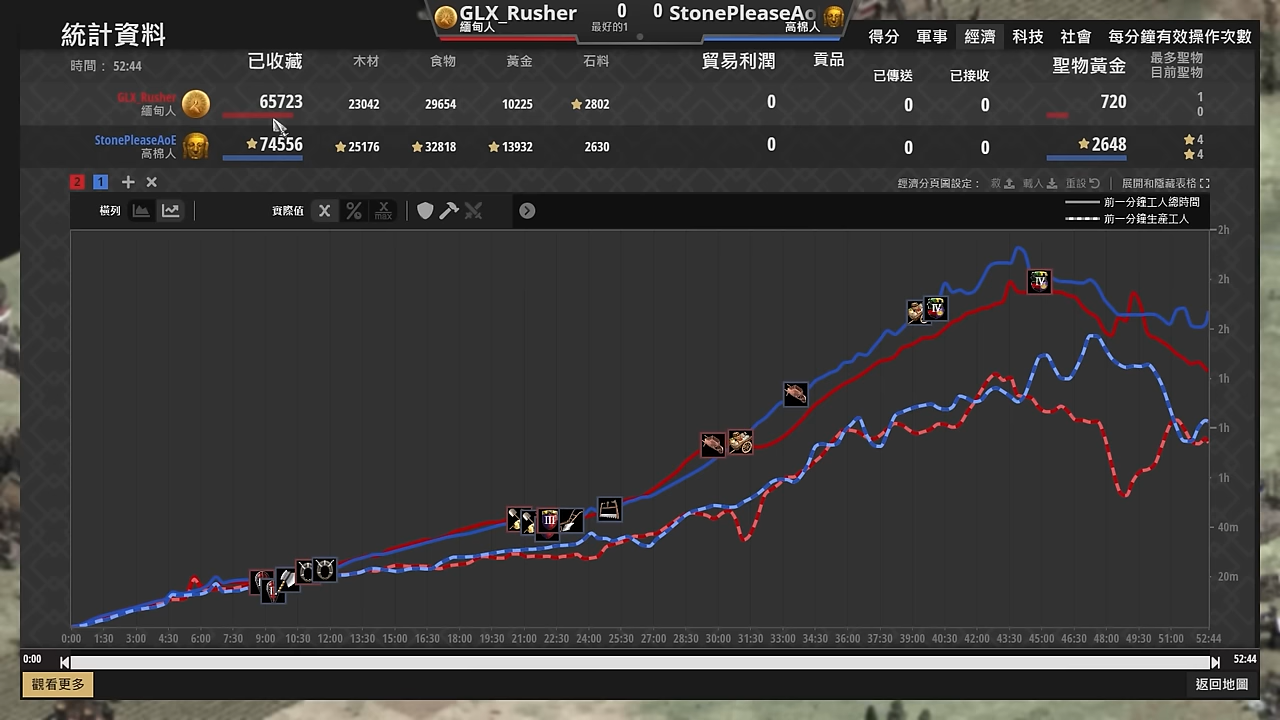 GLX_Rusher 0 0 StonePleaseAo
緬甸人 最好的1 高棉人
統計資料
得分 軍事 經濟 科技 社會 每分鐘有效操作次數
時間： 52:44 已收藏 木材 食物 黃金 石料 貿易利潤 貢品 已傳送 已接收 聖物黃金 最多聖物
目前聖物
GLX_Rusher 65723 23042 29654 10225 2802 0 0 0 720 1
緬甸人 0
StonePleaseAoE 74556 25176 32818 13932 2630 0 0 0 2648 4
高棉人 4
2 1 經濟分頁圖設定： 載入 重設 展開和隱藏表格
橫列 實際值 X % X max 前一分鐘工人總時間
前一分鐘生產工人
2h
2h
IV IV
2h
1h
1h
1h
III 40m
20m
0:00 1:30 3:00 4:30 6:00 7:30 9:00 10:30 12:00 13:30 15:00 16:30 18:00 19:30 21:00 22:30 24:00 25:30 27:00 28:30 30:00 31:30 33:00 34:30 36:00 37:30 39:00 40:30 42:00 43:30 45:00 46:30 48:00 49:30 51:00 52:44
0:00 52:44
觀看更多 返回地圖